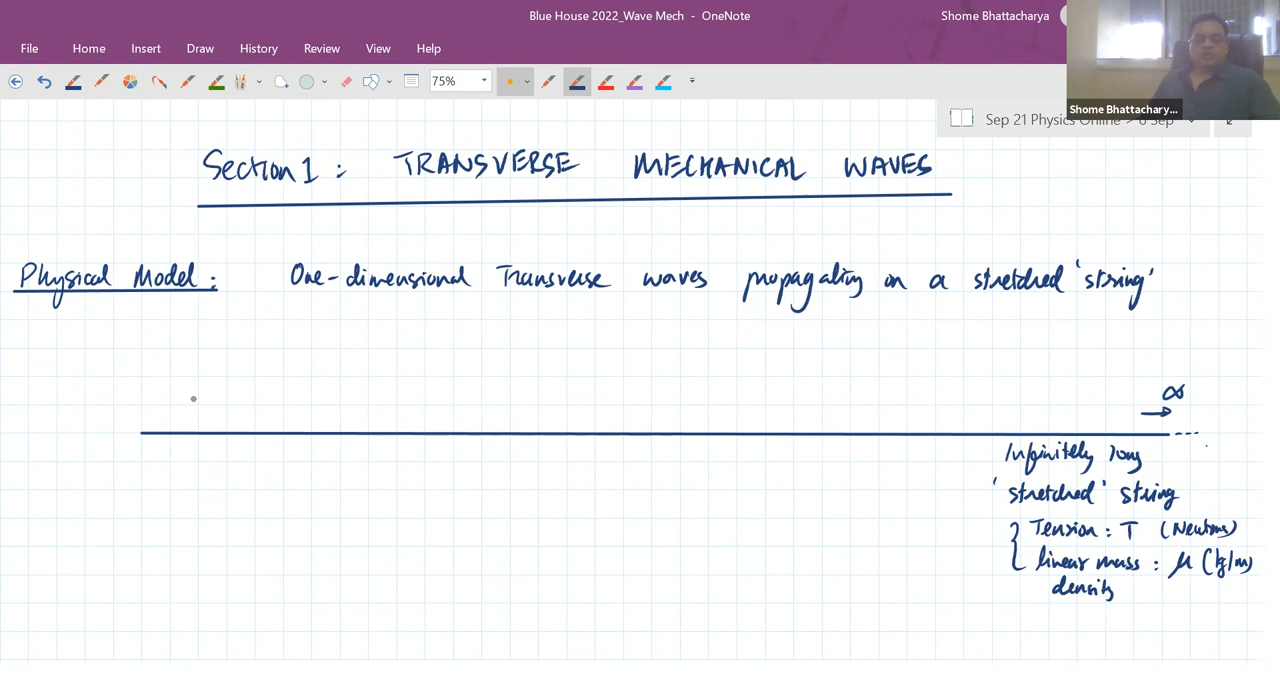 Blue House 2022_Wave Mech - OneNote
Shome Bhattacharya
File Home Insert Draw History Review View Help
75%
Shome Bhattachary...
Sep 21 Physics Online > 6 Sep
Section 1 : TRANSVERSE MECHANICAL WAVES
Physical Model : One-dimensional Transverse waves propagating on a stretched 'string'
∞
Infinitely long
'stretched' string
Tension : T (Newtons)
linear mass : μ (kg/m)
density